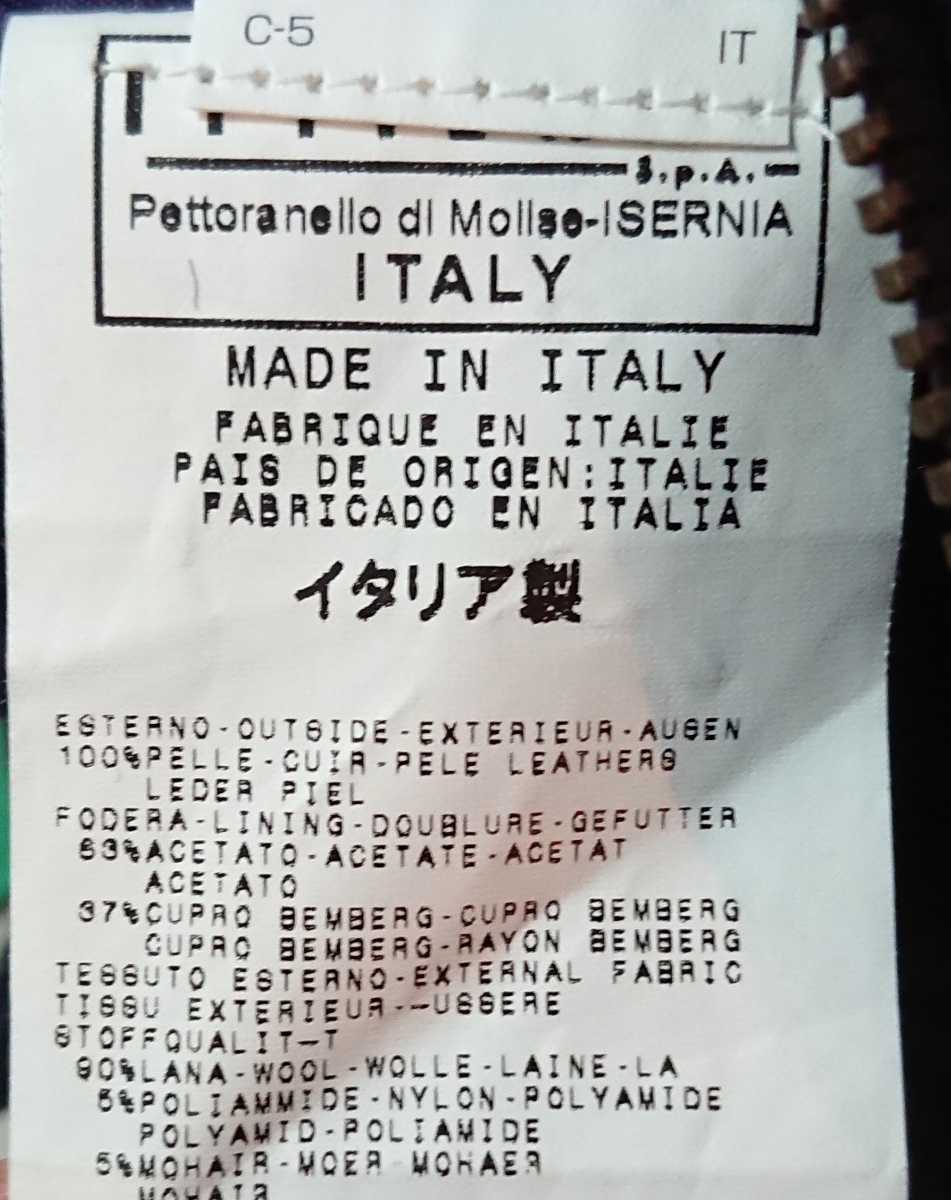 C-5
IT
S.p.A.
Pettoranello di Molise-ISERNIA
ITALY
MADE IN ITALY
FABRIQUE EN ITALIE
PAIS DE ORIGEN:ITALIE
FABRICADO EN ITALIA
イタリア製
ESTERNO-OUTSIDE-EXTERIEUR-AUSEN
100%PELLE-CUIR-PELE LEATHERS
LEDER PIEL
FODERA-LINING-DOUBLURE-GEFUTTER
63%ACETATO-ACETATE-ACETAT
ACETATO
37%CUPRO BEMBERG-CUPRO BEMBERG
CUPRO BEMBERG-RAYON BEMBERG
TESSUTO ESTERNO-EXTERNAL FABRIC
TISSU EXTERIEUR--USSERE
STOFFQUALIT-T
90%LANA-WOOL-WOLLE-LAINE-LA
5%POLIAMMIDE-NYLON-POLYAMIDE
POLYAMID-POLIAMIDE
5%MOHAIR-MOER MOHAER
MOHAIR